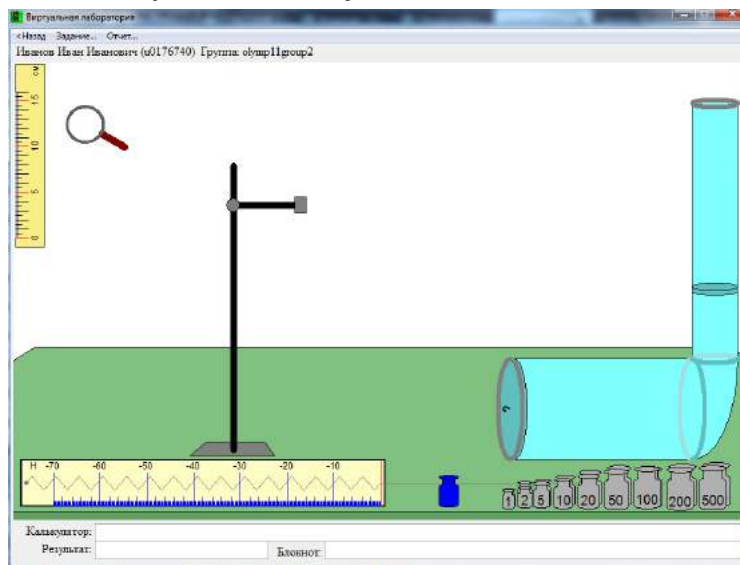 Виртуальная лаборатория
<Назад Задание... Отчет...
Иванов Иван Иванович (u0176740) Группа: olymp11group2
см
15
10
5
0
Н -70 -60 -50 -40 -30 -20 -10
1 2 5 10 20 50 100 200 500
Калькулятор:
Результат: Блокнот: